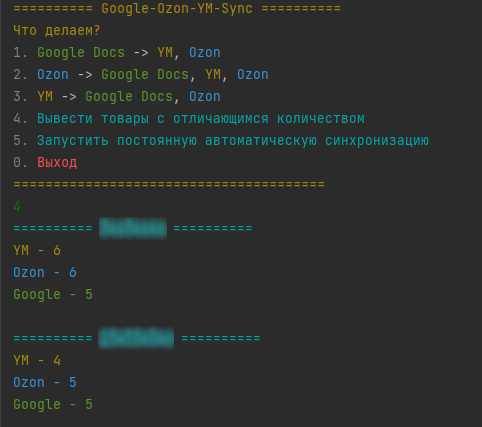 ========== Google-Ozon-YM-Sync ==========
Что делаем?
1. Google Docs -> YM, Ozon
2. Ozon -> Google Docs, YM, Ozon
3. YM -> Google Docs, Ozon
4. Вывести товары с отличающимся количеством
5. Запустить постоянную автоматическую синхронизацию
0. Выход
=======================================
4
========== ==========
YM - 6
Ozon - 6
Google - 5
========== ==========
YM - 4
Ozon - 5
Google - 5